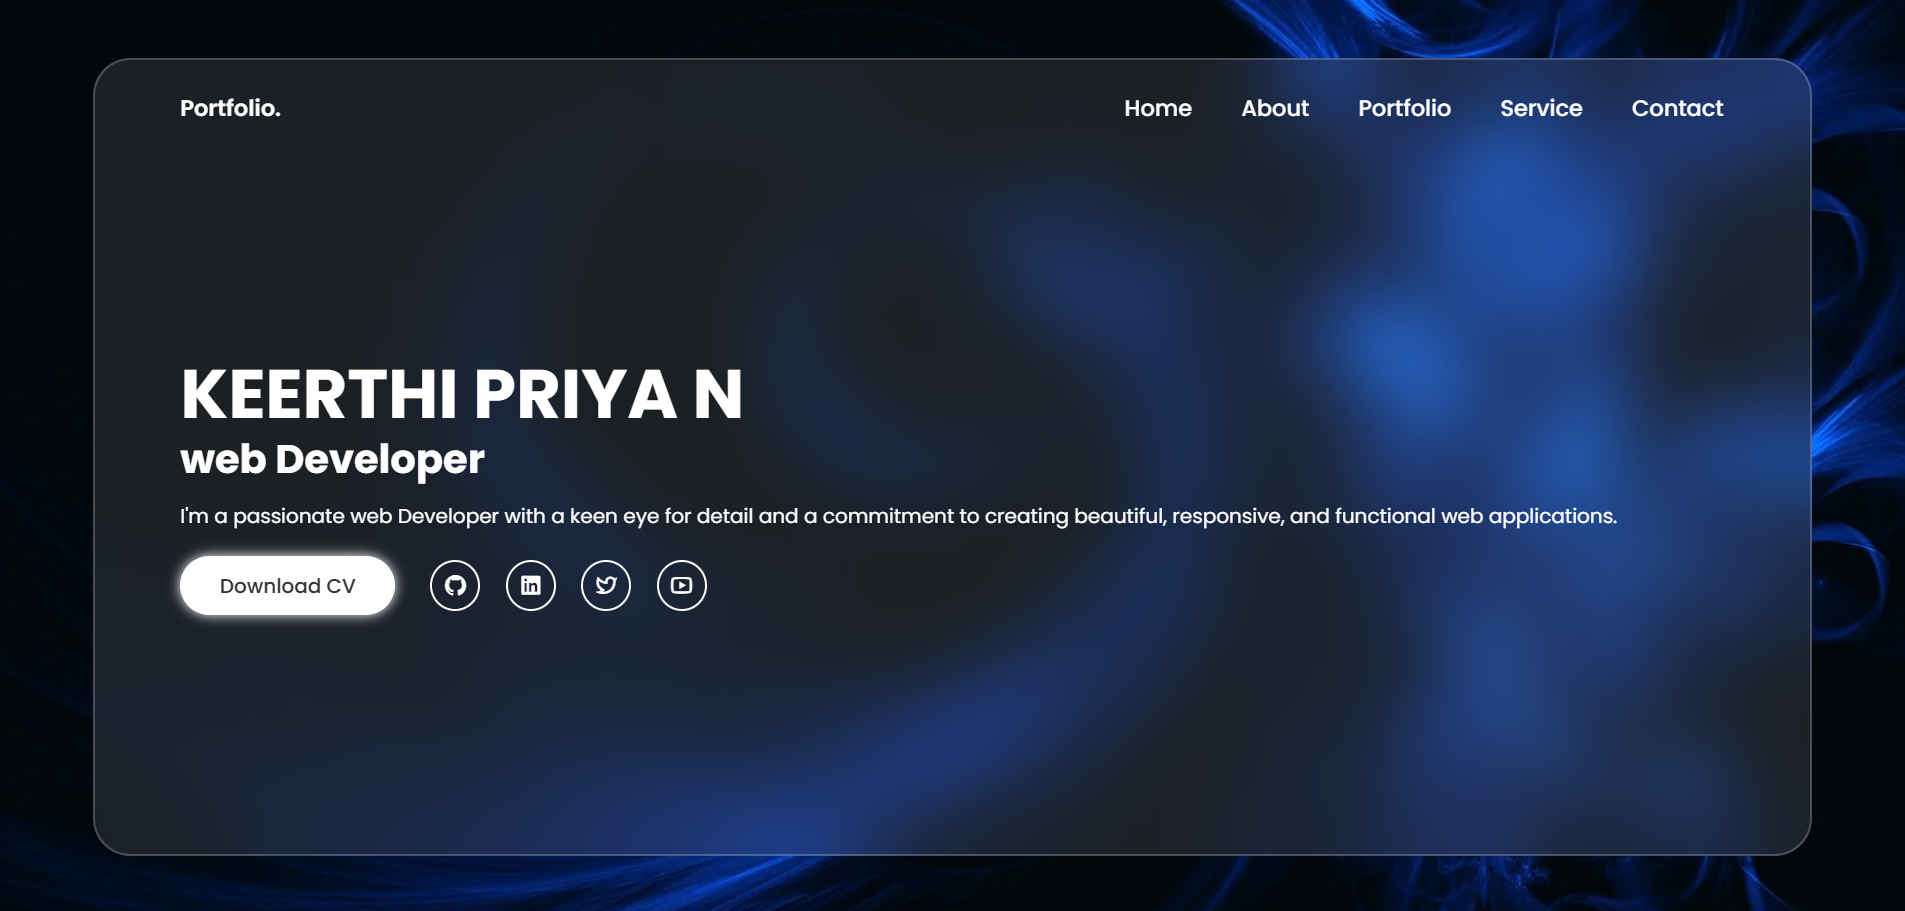 Portfolio.
Home About Portfolio Service Contact
KEERTHI PRIYA N
web Developer
I'm a passionate web Developer with a keen eye for detail and a commitment to creating beautiful, responsive, and functional web applications.
Download CV
in